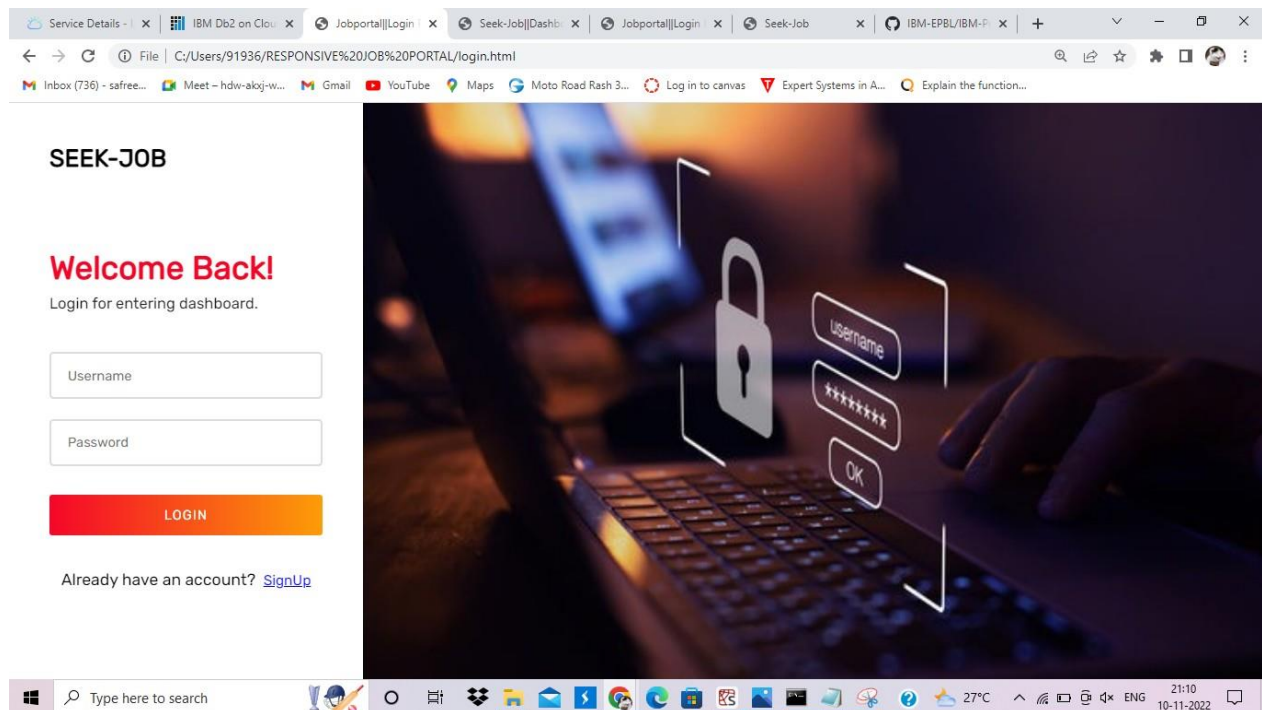 Service Details - I
IBM Db2 on Clou
Jobportal||Login
Seek-Job||Dashb
Jobportal||Login
Seek-Job
IBM-EPBL/IBM-P
File | C:/Users/91936/RESPONSIVE%20JOB%20PORTAL/login.html
Inbox (736) - safree...
Meet – hdw-akxj-w...
Gmail
YouTube
Maps
Moto Road Rash 3...
Log in to canvas
Expert Systems in A...
Explain the function...
SEEK-JOB
Welcome Back!
Login for entering dashboard.
Username
Password
LOGIN
Already have an account? SignUp
username
********
OK
Type here to search
27°C
ENG
21:10
10-11-2022